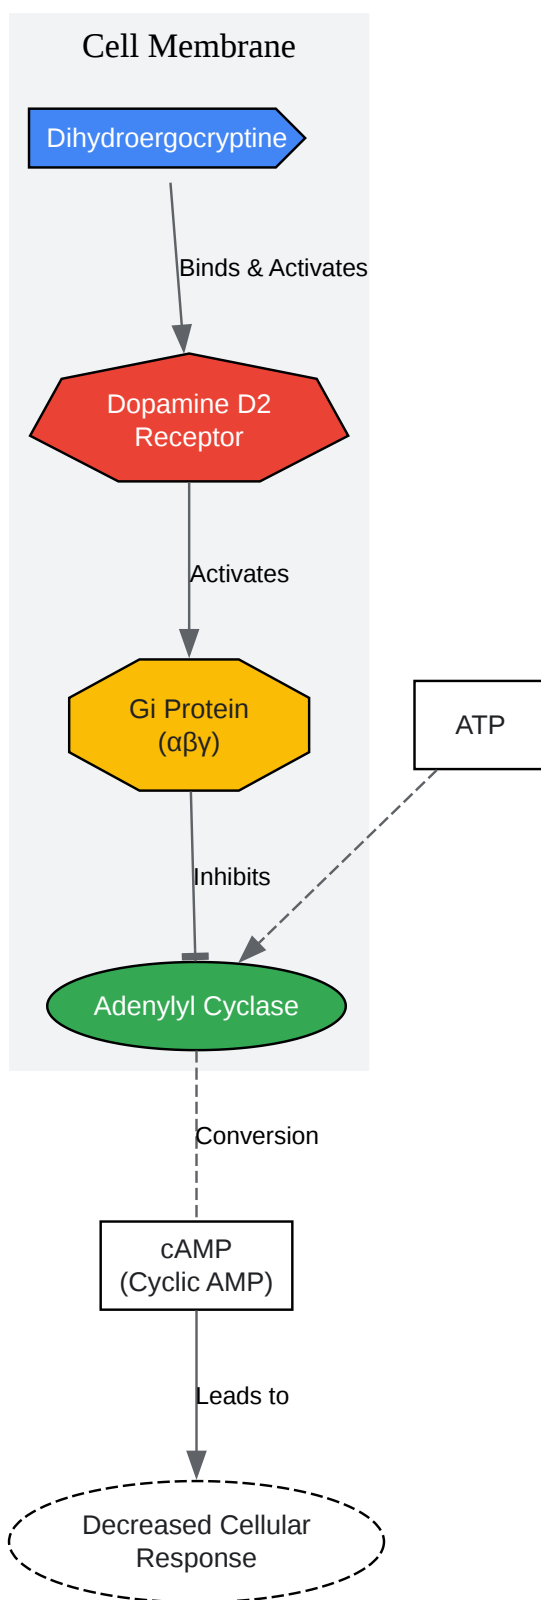 Cell Membrane
Dihydroergocryptine
Binds & Activates
Dopamine D2
Receptor
Activates
Gi Protein
(αβγ)
ATP
Inhibits
Adenylyl Cyclase
Conversion
cAMP
(Cyclic AMP)
Leads to
Decreased Cellular
Response